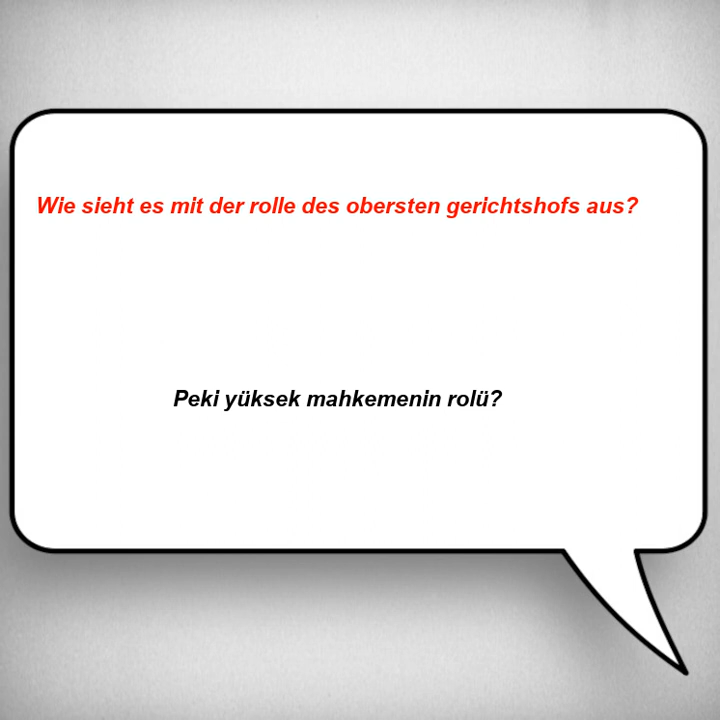 Wie sieht es mit der rolle des obersten gerichtshofs aus?
Peki yüksek mahkemenin rolü?